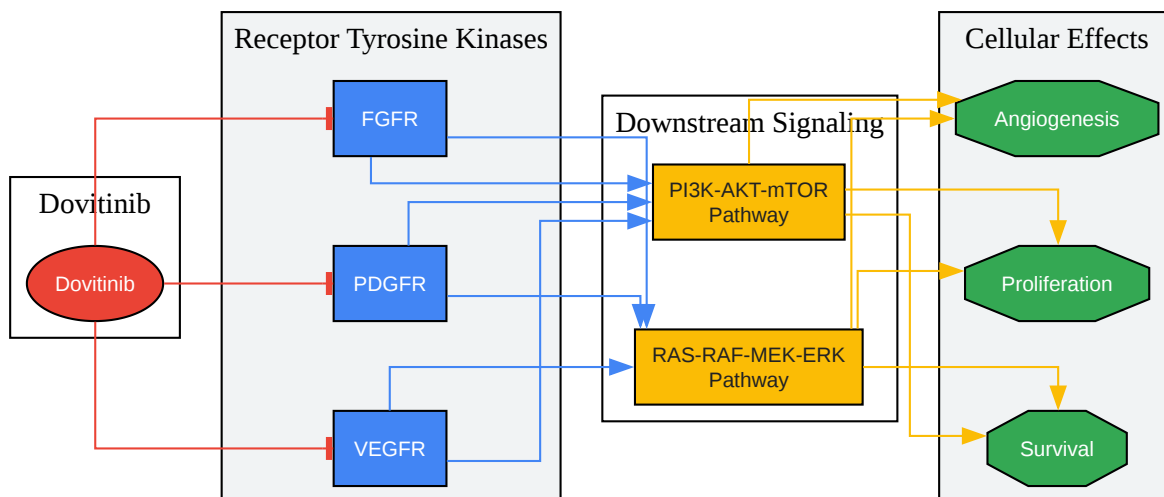 Dovitinib
Dovitinib
Receptor Tyrosine Kinases
FGFR
PDGFR
VEGFR
Downstream Signaling
PI3K-AKT-mTOR
Pathway
RAS-RAF-MEK-ERK
Pathway
Cellular Effects
Angiogenesis
Proliferation
Survival